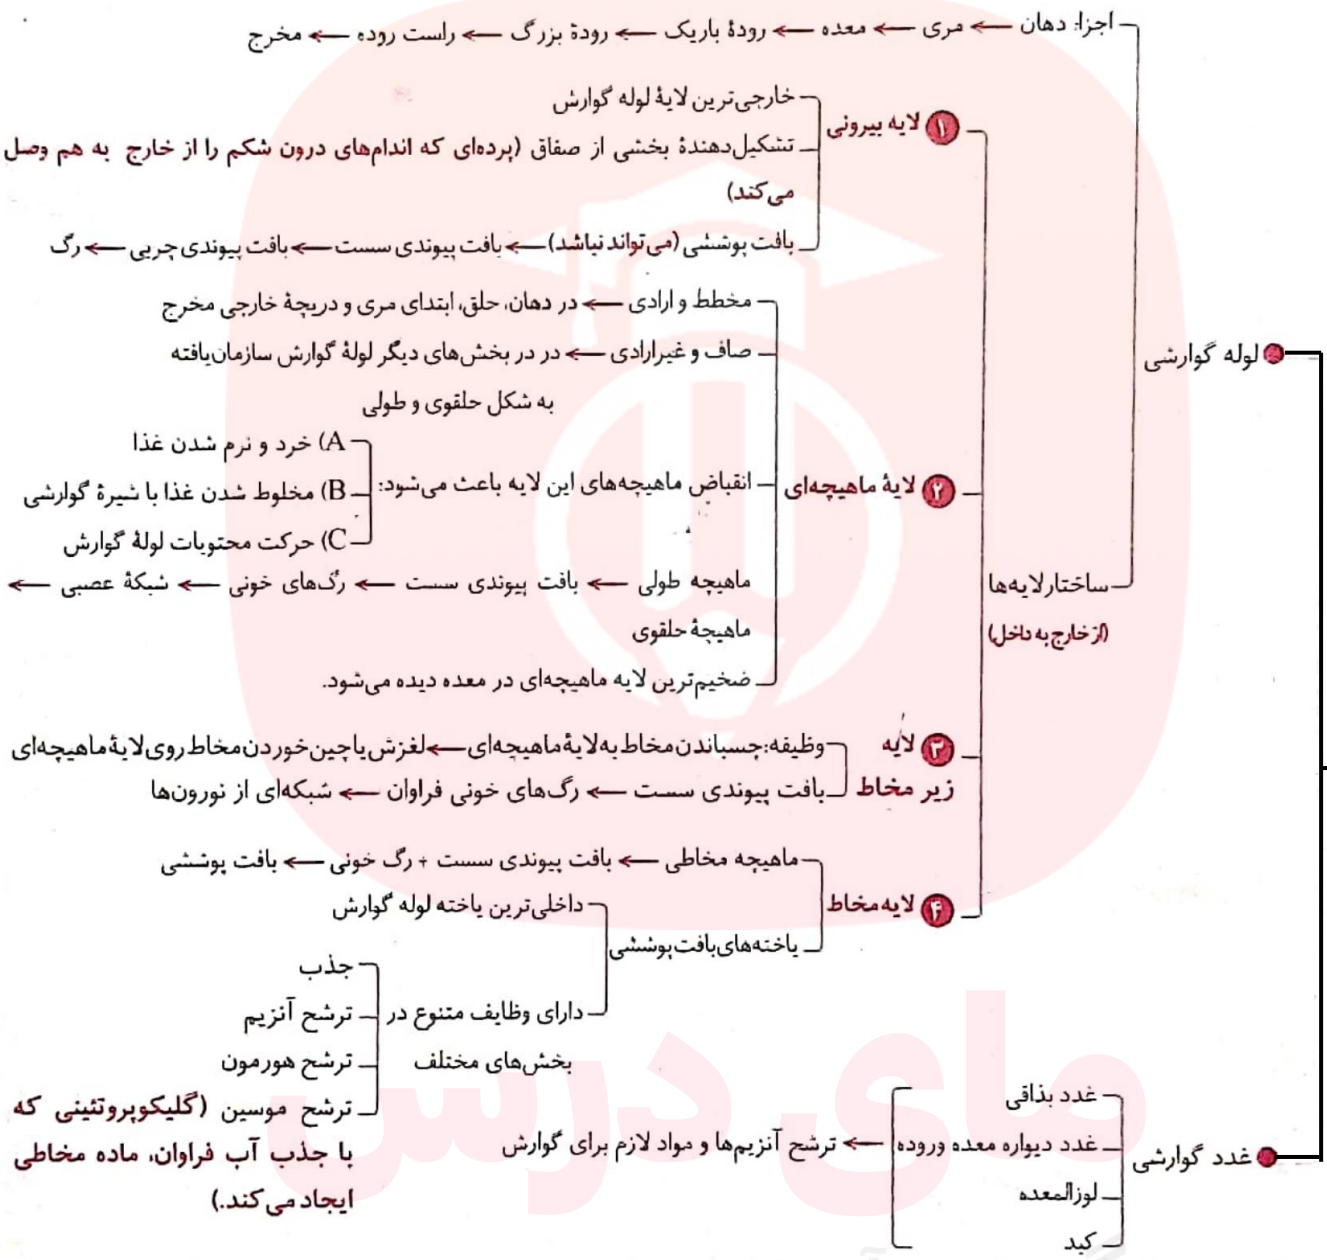 اجزا: دهان ← مری ← معده ← رودهٔ باریک ← رودهٔ بزرگ ← راست روده ← مخرج
خارجی‌ترین لایهٔ لوله گوارش
۱ لایه بیرونی
تشکیل‌دهندهٔ بخشی از صفاق (پرده‌ای که اندام‌های درون شکم را از خارج به هم وصل
می‌کند)
بافت پوششی (می‌تواند نباشد) ← بافت پیوندی سست ← بافت پیوندی چربی ← رگ
مخطط و ارادی ← در دهان، حلق، ابتدای مری و دریچهٔ خارجی مخرج
صاف و غیرارادی ← در در بخش‌های دیگر لولهٔ گوارش سازمان‌یافته
به شکل حلقوی و طولی
لوله گوارشی
۲ لایهٔ ماهیچه‌ای
انقباض ماهیچه‌های این لایه باعث می‌شود:
A) خرد و نرم شدن غذا
B) مخلوط شدن غذا با شیرهٔ گوارشی
C) حرکت محتویات لولهٔ گوارش
ماهیچه طولی ← بافت پیوندی سست ← رگ‌های خونی ← شبکهٔ عصبی ←
ماهیچهٔ حلقوی
ضخیم‌ترین لایه ماهیچه‌ای در معده دیده می‌شود.
ساختار لایه‌ها
(از خارج به داخل)
۳ لایه
زیر مخاط
وظیفه: چسباندن مخاط به لایهٔ ماهیچه‌ای ← لغزش یا چین خوردن مخاط روی لایهٔ ماهیچه‌ای
بافت پیوندی سست ← رگ‌های خونی فراوان ← شبکه‌ای از نورون‌ها
۴ لایه مخاط
ماهیچه مخاطی ← بافت پیوندی سست + رگ خونی ← بافت پوششی
یاخته‌های بافت پوششی
داخلی‌ترین یاخته لوله گوارش
دارای وظایف متنوع در
بخش‌های مختلف
جذب
ترشح آنزیم
ترشح هورمون
ترشح موسین (گلیکوپروتئینی که
با جذب آب فراوان، ماده مخاطی
ایجاد می‌کند.)
غدد گوارشی
غدد بذاقی
غدد دیواره معده وروده
لوزالمعده
کبد
← ترشح آنزیم‌ها و مواد لازم برای گوارش
مای درس